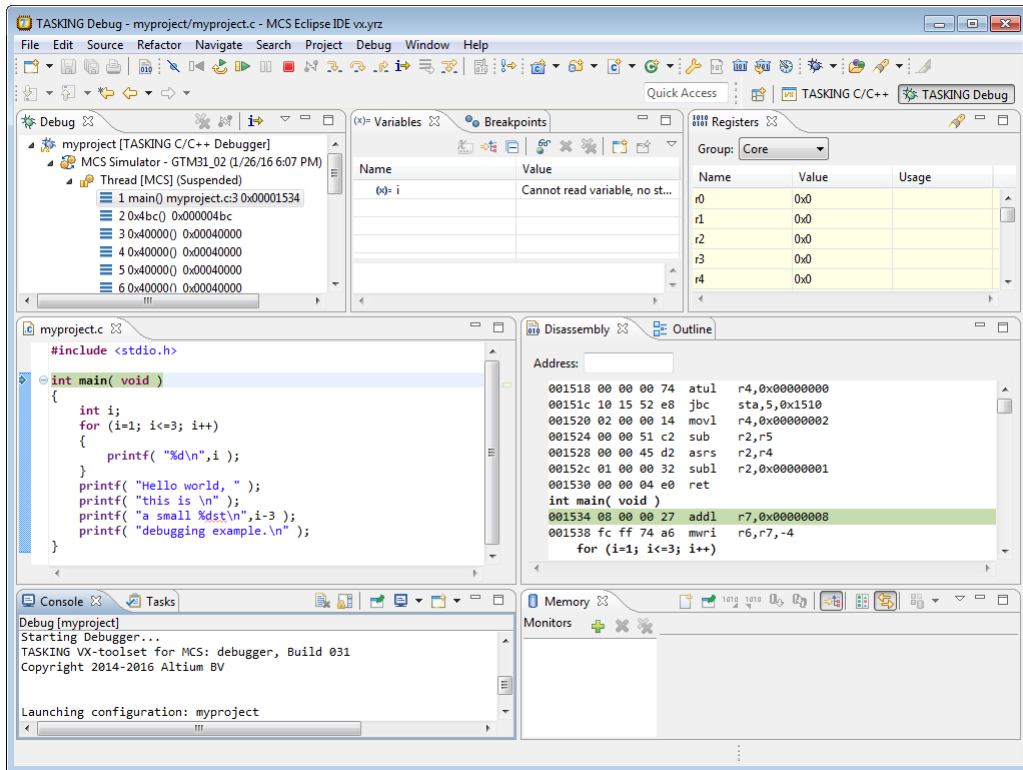 TASKING Debug - myproject/myproject.c - MCS Eclipse IDE vx.yrz
File Edit Source Refactor Navigate Search Project Debug Window Help
Quick Access TASKING C/C++ TASKING Debug
Debug
myproject [TASKING C/C++ Debugger]
MCS Simulator - GTM31_02 (1/26/16 6:07 PM)
Thread [MCS] (Suspended)
1 main() myproject.c:3 0x00001534
2 0x4bc() 0x000004bc
3 0x40000() 0x00040000
4 0x40000() 0x00040000
5 0x40000() 0x00040000
6 0x40000() 0x00040000
(x)= Variables Breakpoints
Name Value
(x)= i Cannot read variable, no st...
Registers
Group: Core
Name Value Usage
r0 0x0
r1 0x0
r2 0x0
r3 0x0
r4 0x0
myproject.c
#include <stdio.h>
int main( void )
{
int i;
for (i=1; i<=3; i++)
{
printf( "%d\n",i );
}
printf( "Hello world, " );
printf( "this is \n" );
printf( "a small %dst\n",i-3 );
printf( "debugging example.\n" );
}
Disassembly Outline
Address:
001518 00 00 00 74 atul r4,0x00000000
00151c 10 15 52 e8 jbc sta,5,0x1510
001520 02 00 00 14 movl r4,0x00000002
001524 00 00 51 c2 sub r2,r5
001528 00 00 45 d2 asrs r2,r4
00152c 01 00 00 32 subl r2,0x00000001
001530 00 00 04 e0 ret
int main( void )
001534 08 00 00 27 addl r7,0x00000008
001538 fc ff 74 a6 mwri r6,r7,-4
for (i=1; i<=3; i++)
Console Tasks
Debug [myproject]
Starting Debugger...
TASKING VX-toolset for MCS: debugger, Build 031
Copyright 2014-2016 Altium BV
Launching configuration: myproject
Memory
Monitors